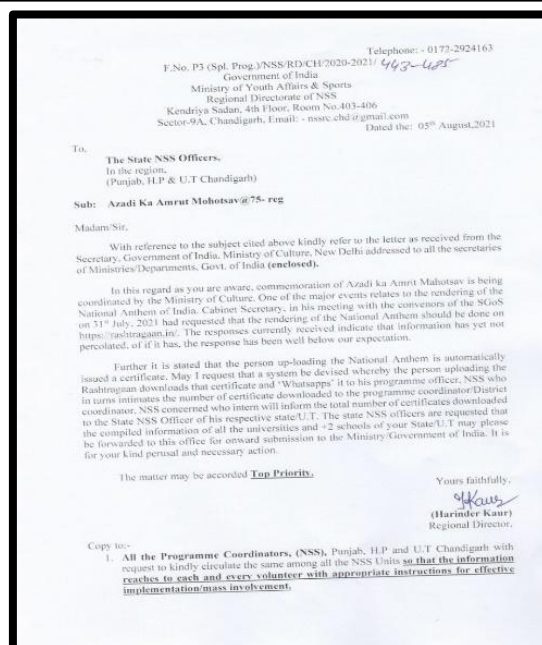 Telephone: - 0172-2924163
F.No. P3 (Spl. Prog.)/NSS/RD/CH/2020-2021/ 443-485
Government of India
Ministry of Youth Affairs & Sports
Regional Directorate of NSS
Kendriya Sadan, 4th Floor, Room No.403-406
Sector-9A, Chandigarh, Email: - nssrc.chd@gmail.com
Dated the: 05th August,2021
To,
The State NSS Officers,
In the region,
(Punjab, H.P & U.T Chandigarh)
Sub: Azadi Ka Amrut Mohotsav@75- reg
Madam/Sir,
With reference to the subject cited above kindly refer to the letter as received from the
Secretary, Government of India, Ministry of Culture, New Delhi addressed to all the secretaries
of Ministries/Departments, Govt. of India (enclosed).
In this regard as you are aware, commemoration of Azadi ka Amrit Mahotsav is being
coordinated by the Ministry of Culture. One of the major events relates to the rendering of the
National Anthem of India. Cabinet Secretary, in his meeting with the convenors of the SGoS
on 31st July, 2021 had requested that the rendering of the National Anthem should be done on
https://rashtragaan.in/. The responses currently received indicate that information has yet not
percolated, of if it has, the response has been well below our expectation.
Further it is stated that the person up-loading the National Anthem is automatically
issued a certificate. May I request that a system be devised whereby the person uploading the
Rashtragaan downloads that certificate and 'Whatsapps' it to his programme officer, NSS who
in turns intimates the number of certificate downloaded to the programme coordinator/District
coordinator, NSS concerned who intern will inform the total number of certificates downloaded
to the State NSS Officer of his respective state/U.T. The state NSS officers are requested that
the compiled information of all the universities and +2 schools of your State/U.T may please
be forwarded to this office for onward submission to the Ministry/Government of India. It is
for your kind perusal and necessary action.
The matter may be accorded Top Priority.
Yours faithfully,
HKaur
(Harinder Kaur)
Regional Director.
Copy to:-
1. All the Programme Coordinators, (NSS), Punjab, H.P and U.T Chandigarh with
request to kindly circulate the same among all the NSS Units so that the information
reaches to each and every volunteer with appropriate instructions for effective
implementation/mass involvement.